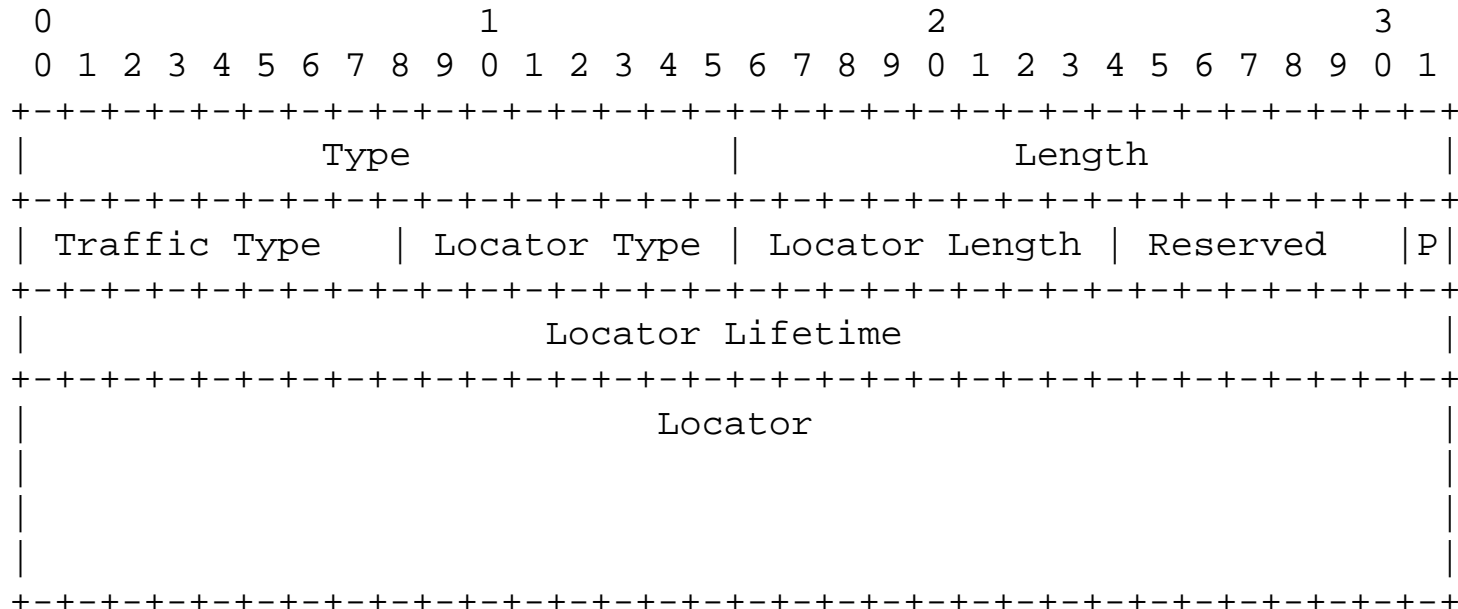 0                   1                   2                   3
 0 1 2 3 4 5 6 7 8 9 0 1 2 3 4 5 6 7 8 9 0 1 2 3 4 5 6 7 8 9 0 1
+-+-+-+-+-+-+-+-+-+-+-+-+-+-+-+-+-+-+-+-+-+-+-+-+-+-+-+-+-+-+-+-+
|             Type              |            Length             |
+-+-+-+-+-+-+-+-+-+-+-+-+-+-+-+-+-+-+-+-+-+-+-+-+-+-+-+-+-+-+-+-+
| Traffic Type   | Locator Type | Locator Length | Reserved   |P|
+-+-+-+-+-+-+-+-+-+-+-+-+-+-+-+-+-+-+-+-+-+-+-+-+-+-+-+-+-+-+-+-+
|                       Locator Lifetime                        |
+-+-+-+-+-+-+-+-+-+-+-+-+-+-+-+-+-+-+-+-+-+-+-+-+-+-+-+-+-+-+-+-+
|                            Locator                            |
|                                                               |
|                                                               |
|                                                               |
+-+-+-+-+-+-+-+-+-+-+-+-+-+-+-+-+-+-+-+-+-+-+-+-+-+-+-+-+-+-+-+-+